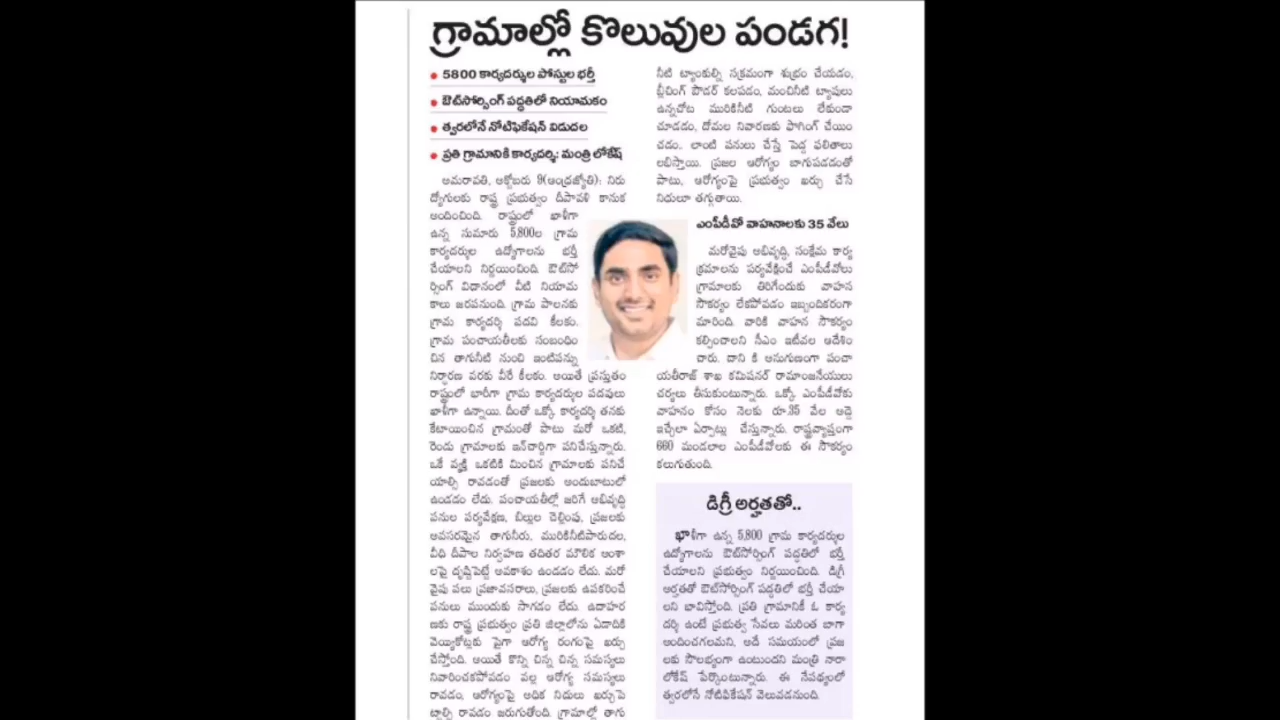 గ్రామాల్లో కొలువుల పండగ!
• 5800 కార్యదర్శుల పోస్టుల భర్తీ
• ఔట్‌సోర్సింగ్ పద్ధతిలో నియామకం
• త్వరలోనే నోటిఫికేషన్ విడుదల
• ప్రతి గ్రామానికి కార్యదర్శి: మంత్రి లోకేష్
అమరావతి, అక్టోబరు 9(ఆంధ్రజ్యోతి): నిరు
ద్యోగులకు రాష్ట్ర ప్రభుత్వం దీపావళి కానుక
అందించింది. రాష్ట్రంలో ఖాళీగా
ఉన్న సుమారు 5,800ల గ్రామ
కార్యదర్శుల ఉద్యోగాలను భర్తీ
చేయాలని నిర్ణయించింది. ఔట్‌సో
ర్సింగ్ విధానంలో వీటి నియామ
కాలు జరపనుంది. గ్రామ పాలనకు
గ్రామ కార్యదర్శి పదవి కీలకం.
గ్రామ పంచాయతీలకు సంబంధిం
చిన తాగునీటి నుంచి ఇంటిపన్ను
నిర్ధారణ వరకు వీరే కీలకం. అయితే ప్రస్తుతం
రాష్ట్రంలో భారీగా గ్రామ కార్యదర్శుల పదవులు
ఖాళీగా ఉన్నాయి. దీంతో ఒక్కో కార్యదర్శి తనకు
కేటాయించిన గ్రామంతో పాటు మరో ఒకటి,
రెండు గ్రామాలకు ఇన్‌చార్జిగా పనిచేస్తున్నారు.
ఒకే వ్యక్తి ఒకటికి మించిన గ్రామాలకు పనిచే
యాల్సి రావడంతో ప్రజలకు అందుబాటులో
ఉండడం లేదు. పంచాయతీల్లో జరిగే అభివృద్ధి
పనుల పర్యవేక్షణ, బిల్లుల చెల్లింపు, ప్రజలకు
అవసరమైన తాగునీరు, మురికినీటిపారుదల,
వీధి దీపాల నిర్వహణ తదితర మౌలిక అంశా
లపై దృష్టిపెట్టే అవకాశం ఉండడం లేదు. మరో
వైపు పలు ప్రజావసరాలు, ప్రజలకు ఉపకరించే
పనులు ముందుకు సాగడం లేదు. ఉదాహర
ణకు రాష్ట్ర ప్రభుత్వం ప్రతి జిల్లాలోను ఏడాదికి
వెయ్యికోట్లకు పైగా ఆరోగ్య రంగంపై ఖర్చు
చేస్తోంది. అయితే కొన్ని చిన్న చిన్న సమస్యలు
నివారించకపోవడం వల్ల ఆరోగ్య సమస్యలు
రావడం, ఆరోగ్యంపై అధిక నిధులు ఖర్చుపె
ట్టాల్సి రావడం జరుగుతోంది. గ్రామాల్లో తాగు
నీటి ట్యాంకుల్ని సక్రమంగా శుభ్రం చేయడం,
బ్లీచింగ్ పౌడర్ కలపడం, మంచినీటి ట్యాపులు
ఉన్నచోట మురికినీటి గుంటలు లేకుండా
చూడడం, దోమల నివారణకు ఫాగింగ్ చేయిం
చడం.. లాంటి పనులు చేస్తే పెద్ద ఫలితాలు
లభిస్తాయి. ప్రజల ఆరోగ్యం బాగుపడడంతో
పాటు, ఆరోగ్యంపై ప్రభుత్వం ఖర్చు చేసే
నిధులూ తగ్గుతాయి.
ఎంపీడీవో వాహనాలకు 35 వేలు
మరోవైపు అభివృద్ధి, సంక్షేమ కార్య
క్రమాలను పర్యవేక్షించే ఎంపీడీవోలు
గ్రామాలకు తిరిగేందుకు వాహన
సౌకర్యం లేకపోవడం ఇబ్బందికరంగా
మారింది. వారికి వాహన సౌకర్యం
కల్పించాలని సీఎం ఇటీవల ఆదేశిం
చారు. దాని కి అనుగుణంగా పంచా
యతీరాజ్ శాఖ కమిషనర్ రామాంజనేయులు
చర్యలు తీసుకుంటున్నారు. ఒక్కో ఎంపీడీవోకు
వాహనం కోసం నెలకు రూ.35 వేల అద్దె
ఇచ్చేలా ఏర్పాట్లు చేస్తున్నారు. రాష్ట్రవ్యాప్తంగా
660 మండలాల ఎంపీడీవోలకు ఈ సౌకర్యం
కలుగుతుంది.
డిగ్రీ అర్హతతో..
ఖాళీగా ఉన్న 5,800 గ్రామ కార్యదర్శుల
ఉద్యోగాలను ఔట్‌సోర్సింగ్ పద్ధతిలో భర్తీ
చేయాలని ప్రభుత్వం నిర్ణయించింది. డిగ్రీ
అర్హతతో ఔట్‌సోర్సింగ్ పద్ధతిలో భర్తీ చేయా
లని భావిస్తోంది. ప్రతి గ్రామానికీ ఓ కార్య
దర్శి ఉంటే ప్రభుత్వ సేవలు మరింత బాగా
అందించగలమని, అదే సమయంలో ప్రజ
లకు సౌలభ్యంగా ఉంటుందని మంత్రి నారా
లోకేష్ పేర్కొంటున్నారు. ఈ నేపథ్యంలో
త్వరలోనే నోటిఫికేషన్ వెలువడనుంది.